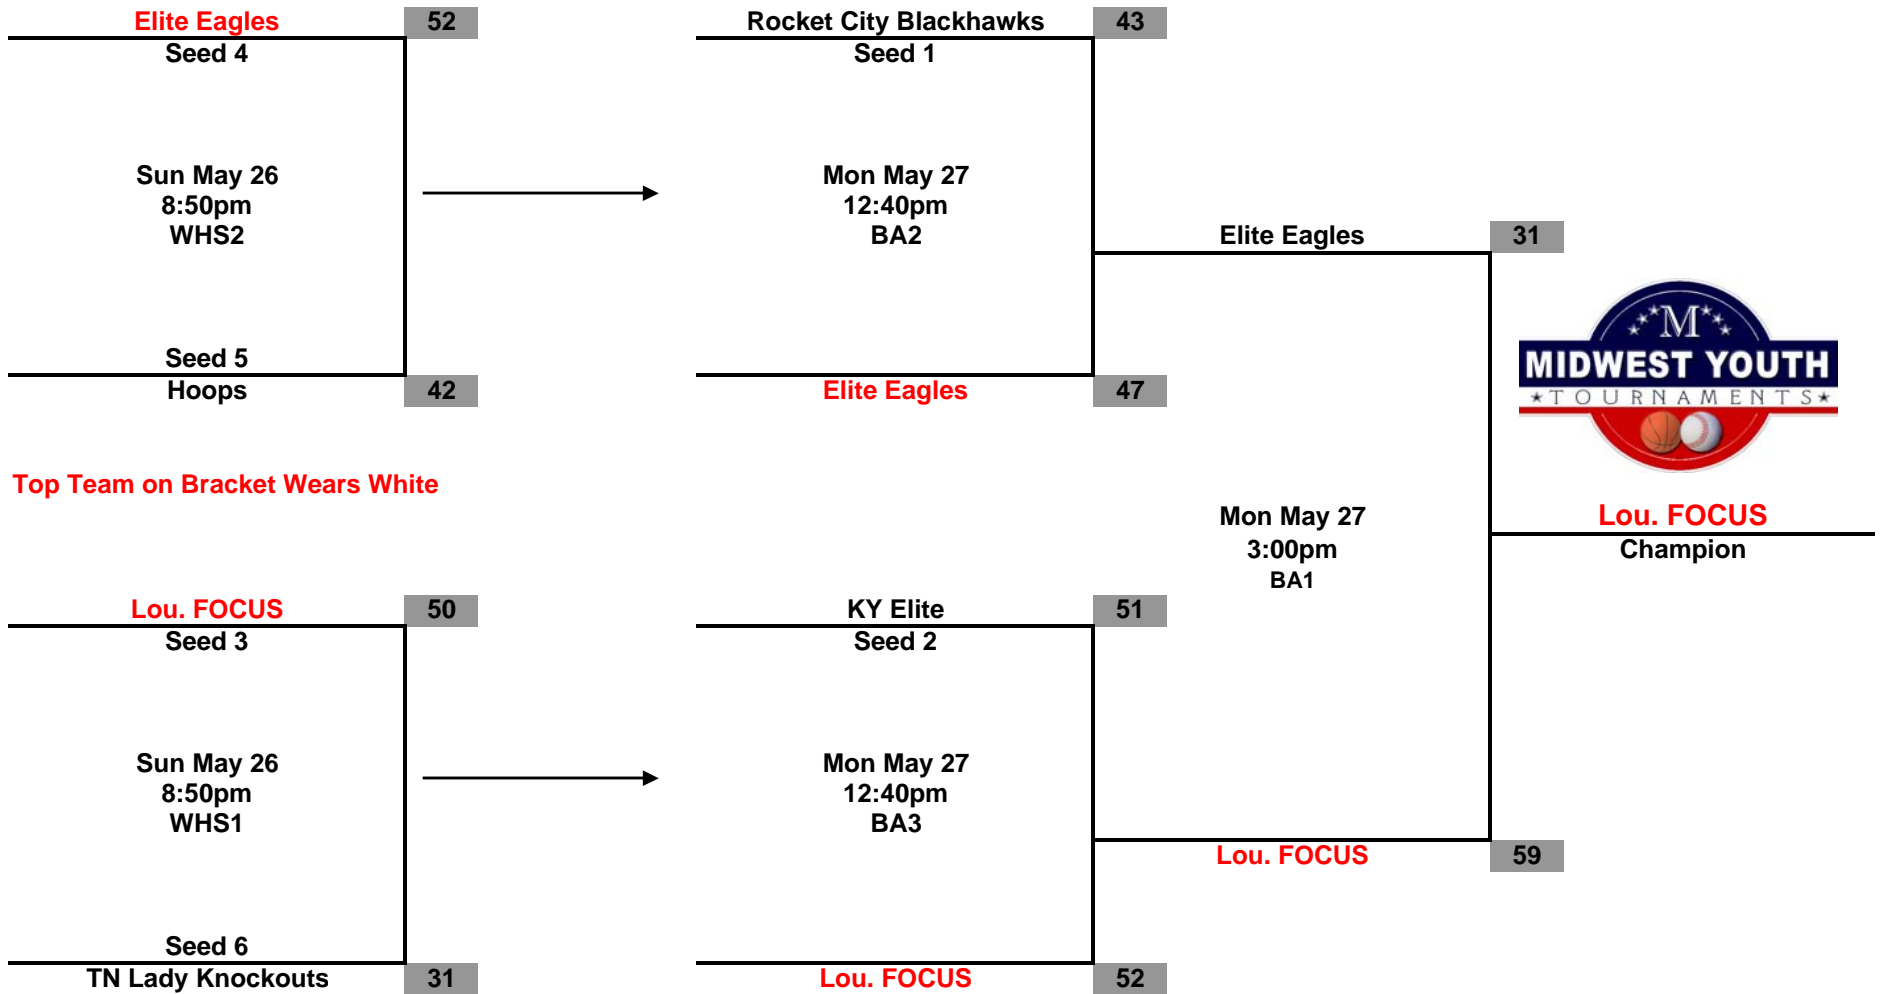 Elite Eagles 52
Seed 4
Sun May 26
8:50pm
WHS2
Seed 5
Hoops 42
Rocket City Blackhawks 43
Seed 1
Mon May 27
12:40pm
BA2
Elite Eagles 47
Elite Eagles 31
M
MIDWEST YOUTH
TOURNAMENTS
Top Team on Bracket Wears White
Mon May 27
3:00pm
BA1
Lou. FOCUS
Champion
Lou. FOCUS 50
Seed 3
Sun May 26
8:50pm
WHS1
Seed 6
TN Lady Knockouts 31
KY Elite 51
Seed 2
Mon May 27
12:40pm
BA3
Lou. FOCUS 52
Lou. FOCUS 59